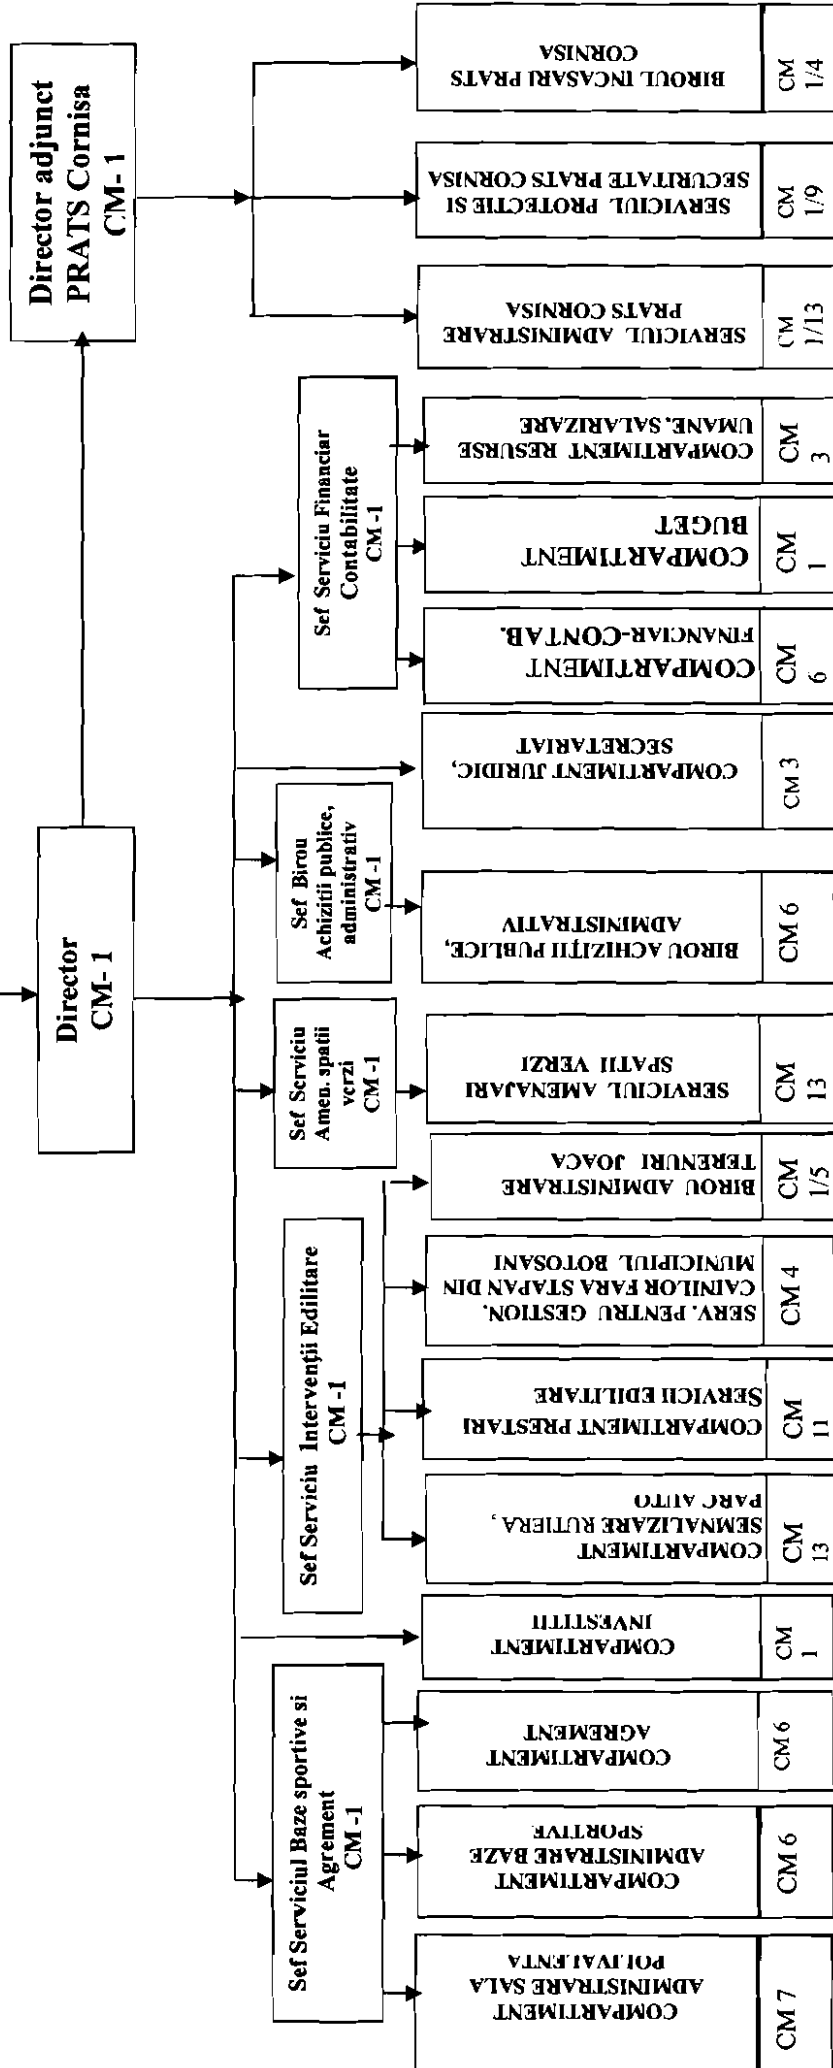 Director
CM- 1
Director adjunct
PRATS Cornisa
CM- 1
Sef Serviciul Baze sportive si
Agrement
CM -1
Sef Serviciu Intervenţii Edilitare
CM -1
Sef Serviciu
Amen. spatii
verzi
CM -1
Sef Birou
Achizitii publice,
administrativ
CM -1
Sef Serviciu Financiar
Contabilitate
CM -1
COMPARTIMENT
ADMINISTRARE SALA
POLIVALENTA
CM 7
COMPARTIMENT
ADMINISTRARE BAZE
SPORTIVE
CM 6
COMPARTIMENT
AGREMENT
CM 6
COMPARTIMENT
INVESTITII
CM
1
COMPARTIMENT
SEMNALIZARE RUTIERA ,
PARC AUTO
CM
13
COMPARTIMENT PRESTARI
SERVICII EDILITARE
CM
11
SERV. PENTRU GESTION.
CAINILOR FARA STAPAN DIN
MUNICIPIUL BOTOSANI
CM 4
BIROU ADMINISTRARE
TERENURI JOACA
CM
1/5
SERVICIUL AMENAJARI
SPATII VERZI
CM
13
BIROU ACHIZIŢII PUBLICE,
ADMINISTRATIV
CM 6
COMPARTIMENT JURIDIC,
SECRETARIAT
CM 3
COMPARTIMENT
FINANCIAR-CONTAB.
CM
6
COMPARTIMENT
BUGET
CM
1
COMPARTIMENT RESURSE
UMANE, SALARIZARE
CM
3
SERVICIUL ADMINISTRARE
PRATS CORNISA
CM
1/13
SERVICIUL PROTECTIE SI
SECURITATE PRATS CORNISA
CM
1/9
BIROUL INCASARI PRATS
CORNISA
CM
1/4